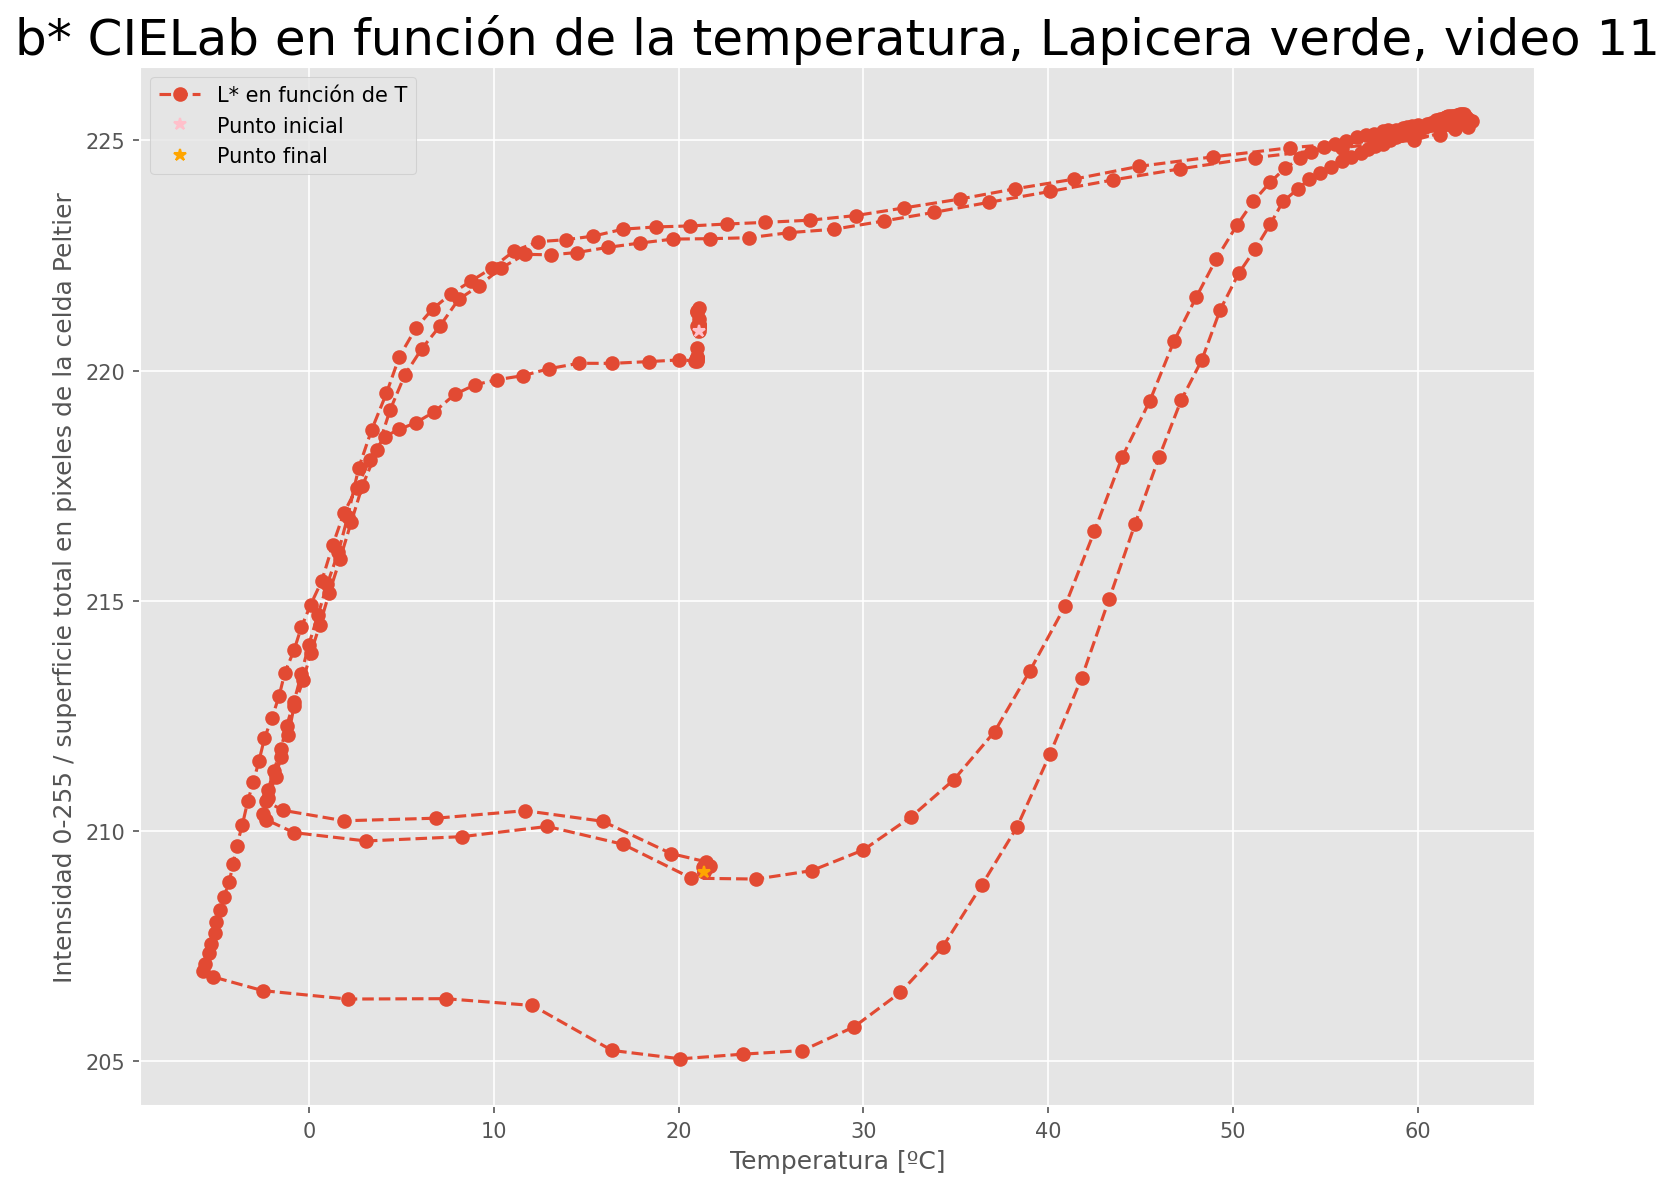 b* CIELab en función de la temperatura, Lapicera verde, video 11
L* en función de T
Punto inicial
Punto final
Intensidad 0-255 / superficie total en pixeles de la celda Peltier
225
220
215
210
205
0 10 20 30 40 50 60
Temperatura [ºC]